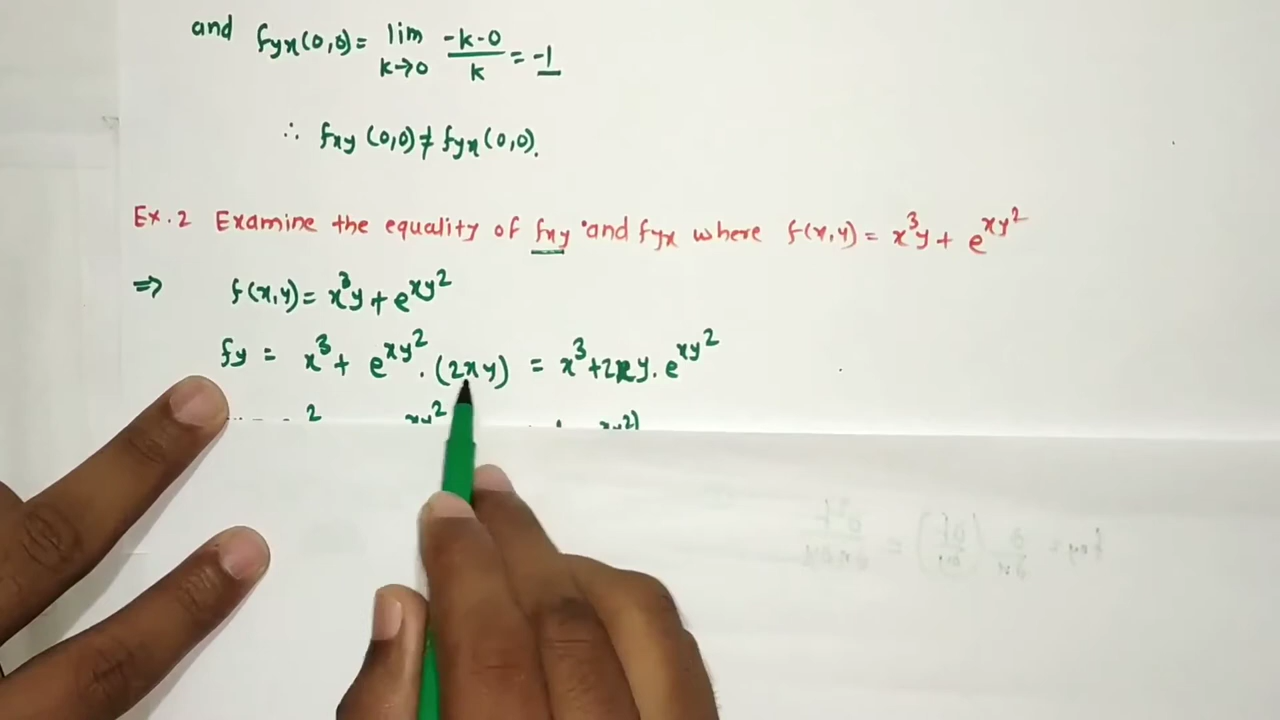 and fyx(0,0) = lim k→0 -k-0/k = -1
∴ fxy (0,0) ≠ fyx (0,0).
Ex.2 Examine the equality of fxy and fyx where f(x,y) = x³y + e^xy²
⇒ f(x,y) = x³y + e^xy²
fy = x³ + e^xy² · (2xy) = x³ + 2xy. e^xy²